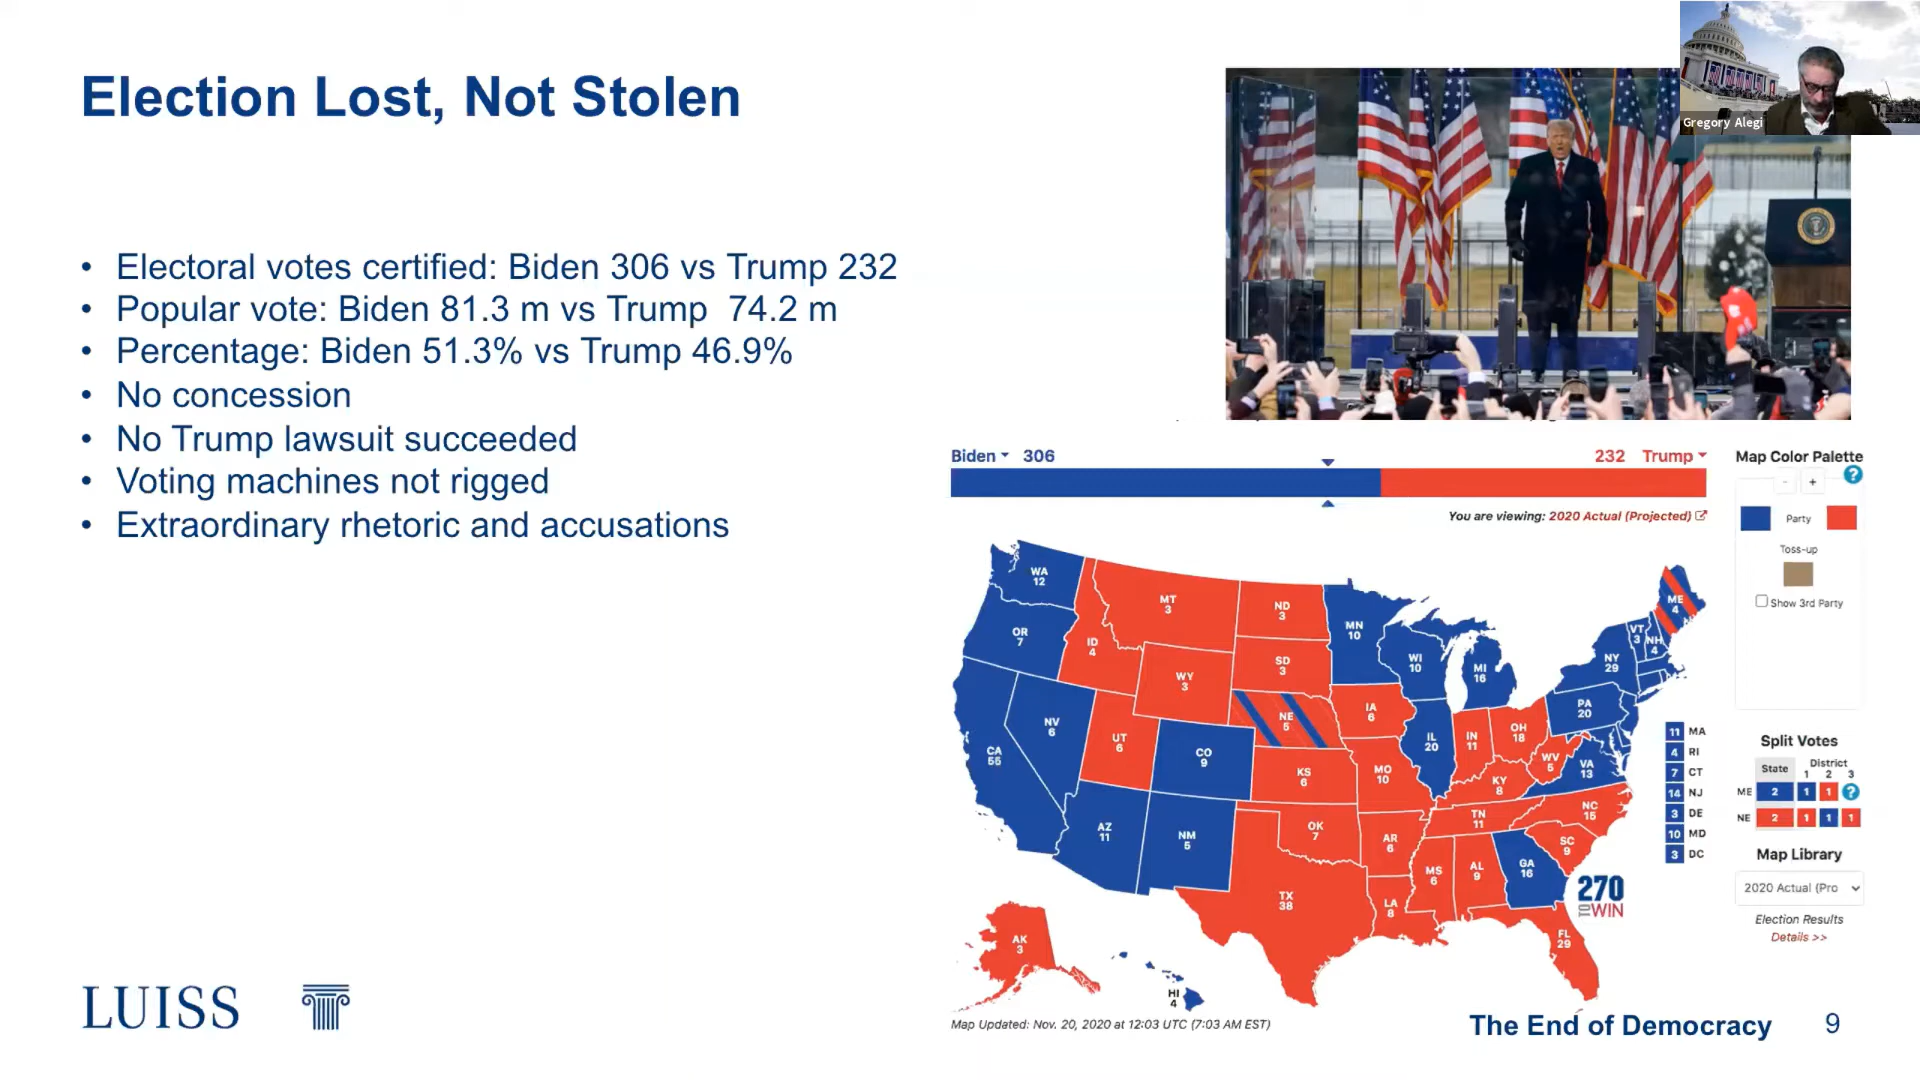 Election Lost, Not Stolen
Gregory Alegi
• Electoral votes certified: Biden 306 vs Trump 232
• Popular vote: Biden 81.3 m vs Trump 74.2 m
• Percentage: Biden 51.3% vs Trump 46.9%
• No concession
• No Trump lawsuit succeeded
• Voting machines not rigged
• Extraordinary rhetoric and accusations
Biden 306
232 Trump
You are viewing: 2020 Actual (Projected)
WA
12
OR
7
CA
55
NV
6
ID
4
MT
3
WY
3
UT
6
CO
9
AZ
11
NM
5
ND
3
SD
3
NE
5
KS
6
OK
7
TX
38
MN
10
IA
6
MO
10
AR
6
LA
8
WI
10
IL
20
MI
16
IN
11
OH
18
KY
8
TN
11
MS
6
AL
9
GA
16
FL
29
SC
9
NC
15
VA
13
WV
5
PA
20
NY
29
VT
3
NH
4
ME
4
AK
3
HI
4
11 MA
4 RI
7 CT
14 NJ
3 DE
10 MD
3 DC
270
TO WIN
Map Updated: Nov. 20, 2020 at 12:03 UTC (7:03 AM EST)
Map Color Palette
- + ?
Party
Toss-up
Show 3rd Party
Split Votes
State District
1 2 3
ME 2 1 1 ?
NE 2 1 1 1
Map Library
2020 Actual (Pro
Election Results
Details >>
LUISS
The End of Democracy 9